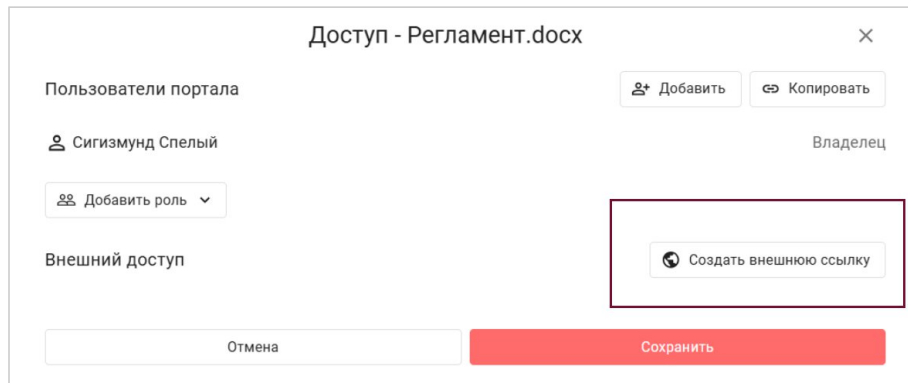 Доступ - Регламент.docx
Пользователи портала Добавить Копировать
Сигизмунд Спелый Владелец
Добавить роль
Внешний доступ Создать внешнюю ссылку
Отмена Сохранить